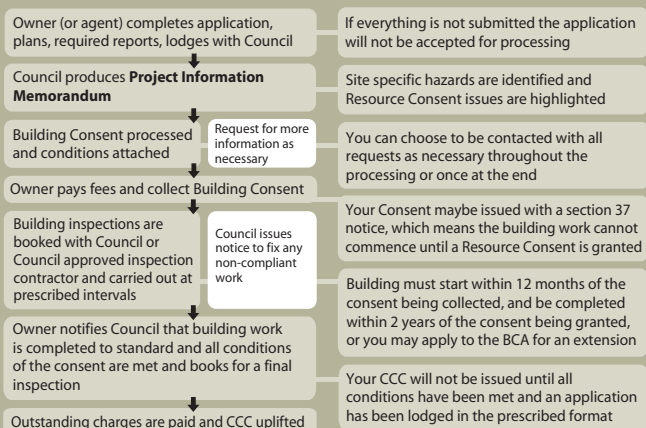 Owner (or agent) completes application,
plans, required reports, lodges with Council
If everything is not submitted the application
will not be accepted for processing
Council produces Project Information
Memorandum
Site specific hazards are identified and
Resource Consent issues are highlighted
Building Consent processed
and conditions attached
Request for more
information as
necessary
You can choose to be contacted with all
requests as necessary throughout the
processing or once at the end
Owner pays fees and collect Building Consent
Your Consent maybe issued with a section 37
notice, which means the building work cannot
commence until a Resource Consent is granted
Building inspections are
booked with Council or
Council approved inspection
contractor and carried out at
prescribed intervals
Council issues
notice to fix any
non-compliant
work
Building must start within 12 months of the
consent being collected, and be completed
within 2 years of the consent being granted,
or you may apply to the BCA for an extension
Owner notifies Council that building work
is completed to standard and all conditions
of the consent are met and books for a final
inspection
Your CCC will not be issued until all
conditions have been met and an application
has been lodged in the prescribed format
Outstanding charges are paid and CCC uplifted